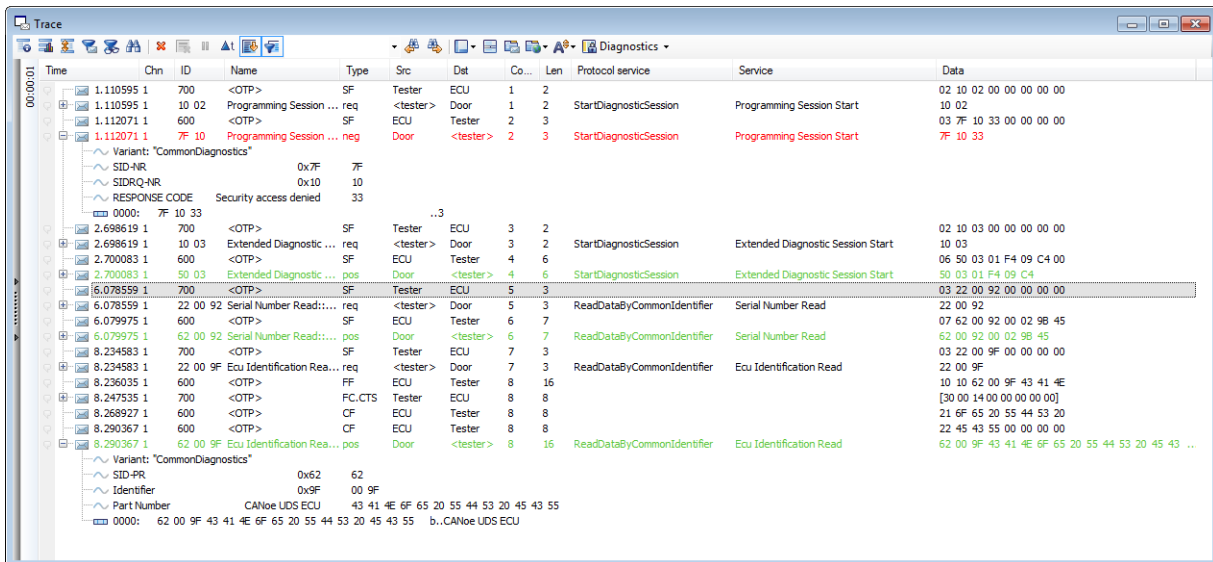 Trace
Diagnostics
00:00:01
Time Chn ID Name Type Src Dst Co... Len Protocol service Service Data
1.110595 1 700 <OTP> SF Tester ECU 1 2 02 10 02 00 00 00 00 00
1.110595 1 10 02 Programming Session ... req <tester> Door 1 2 StartDiagnosticSession Programming Session Start 10 02
1.112071 1 600 <OTP> SF ECU Tester 2 3 03 7F 10 33 00 00 00 00
1.112071 1 7F 10 Programming Session ... neg Door <tester> 2 3 StartDiagnosticSession Programming Session Start 7F 10 33
Variant: "CommonDiagnostics"
SID-NR 0x7F 7F
SIDRQ-NR 0x10 10
RESPONSE CODE Security access denied 33
0000: 7F 10 33 ..3
2.698619 1 700 <OTP> SF Tester ECU 3 2 02 10 03 00 00 00 00 00
2.698619 1 10 03 Extended Diagnostic ... req <tester> Door 3 2 StartDiagnosticSession Extended Diagnostic Session Start 10 03
2.700083 1 600 <OTP> SF ECU Tester 4 6 06 50 03 01 F4 09 C4 00
2.700083 1 50 03 Extended Diagnostic ... pos Door <tester> 4 6 StartDiagnosticSession Extended Diagnostic Session Start 50 03 01 F4 09 C4
6.078559 1 700 <OTP> SF Tester ECU 5 3 03 22 00 92 00 00 00 00
6.078559 1 22 00 92 Serial Number Read::... req <tester> Door 5 3 ReadDataByCommonIdentifier Serial Number Read 22 00 92
6.079975 1 600 <OTP> SF ECU Tester 6 7 07 62 00 92 00 02 9B 45
6.079975 1 62 00 92 Serial Number Read::... pos Door <tester> 6 7 ReadDataByCommonIdentifier Serial Number Read 62 00 92 00 02 9B 45
8.234583 1 700 <OTP> SF Tester ECU 7 3 03 22 00 9F 00 00 00 00
8.234583 1 22 00 9F Ecu Identification Rea... req <tester> Door 7 3 ReadDataByCommonIdentifier Ecu Identification Read 22 00 9F
8.236035 1 600 <OTP> FF ECU Tester 8 16 10 10 62 00 9F 43 41 4E
8.247535 1 700 <OTP> FC.CTS Tester ECU 8 8 [30 00 14 00 00 00 00 00]
8.268927 1 600 <OTP> CF ECU Tester 8 8 21 6F 65 20 55 44 53 20
8.290367 1 600 <OTP> CF ECU Tester 8 8 22 45 43 55 00 00 00 00
8.290367 1 62 00 9F Ecu Identification Rea... pos Door <tester> 8 16 ReadDataByCommonIdentifier Ecu Identification Read 62 00 9F 43 41 4E 6F 65 20 55 44 53 20 45 43 ...
Variant: "CommonDiagnostics"
SID-PR 0x62 62
Identifier 0x9F 00 9F
Part Number CANoe UDS ECU 43 41 4E 6F 65 20 55 44 53 20 45 43 55
0000: 62 00 9F 43 41 4E 6F 65 20 55 44 53 20 45 43 55 b..CANoe UDS ECU